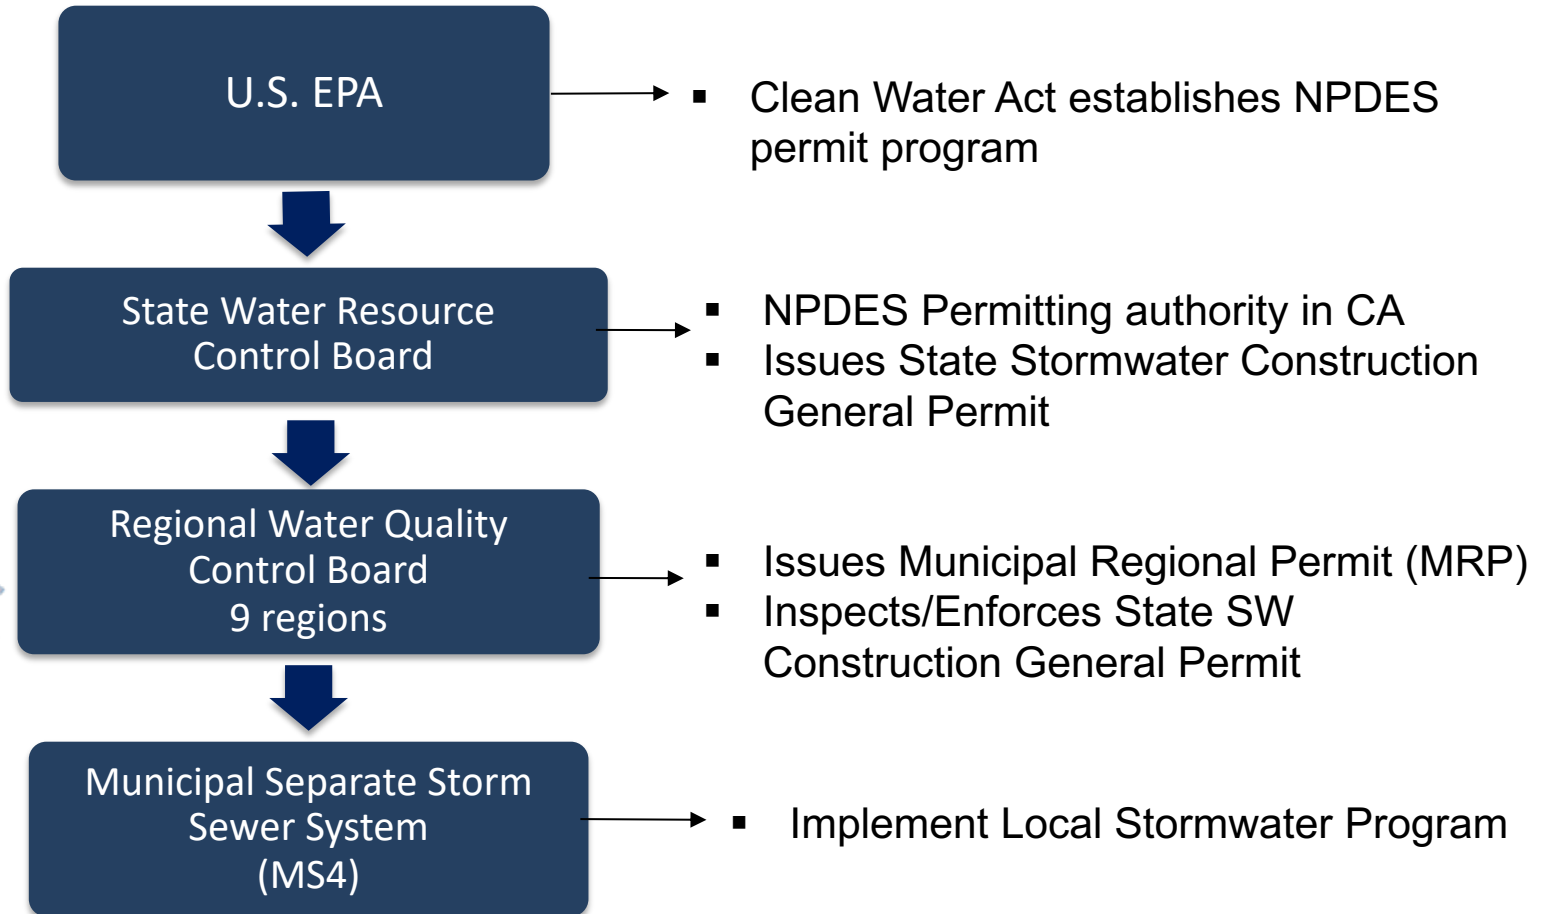 U.S. EPA
▪ Clean Water Act establishes NPDES
permit program
State Water Resource
Control Board
▪ NPDES Permitting authority in CA
▪ Issues State Stormwater Construction
General Permit
Regional Water Quality
Control Board
9 regions
▪ Issues Municipal Regional Permit (MRP)
▪ Inspects/Enforces State SW
Construction General Permit
Municipal Separate Storm
Sewer System
(MS4)
▪ Implement Local Stormwater Program